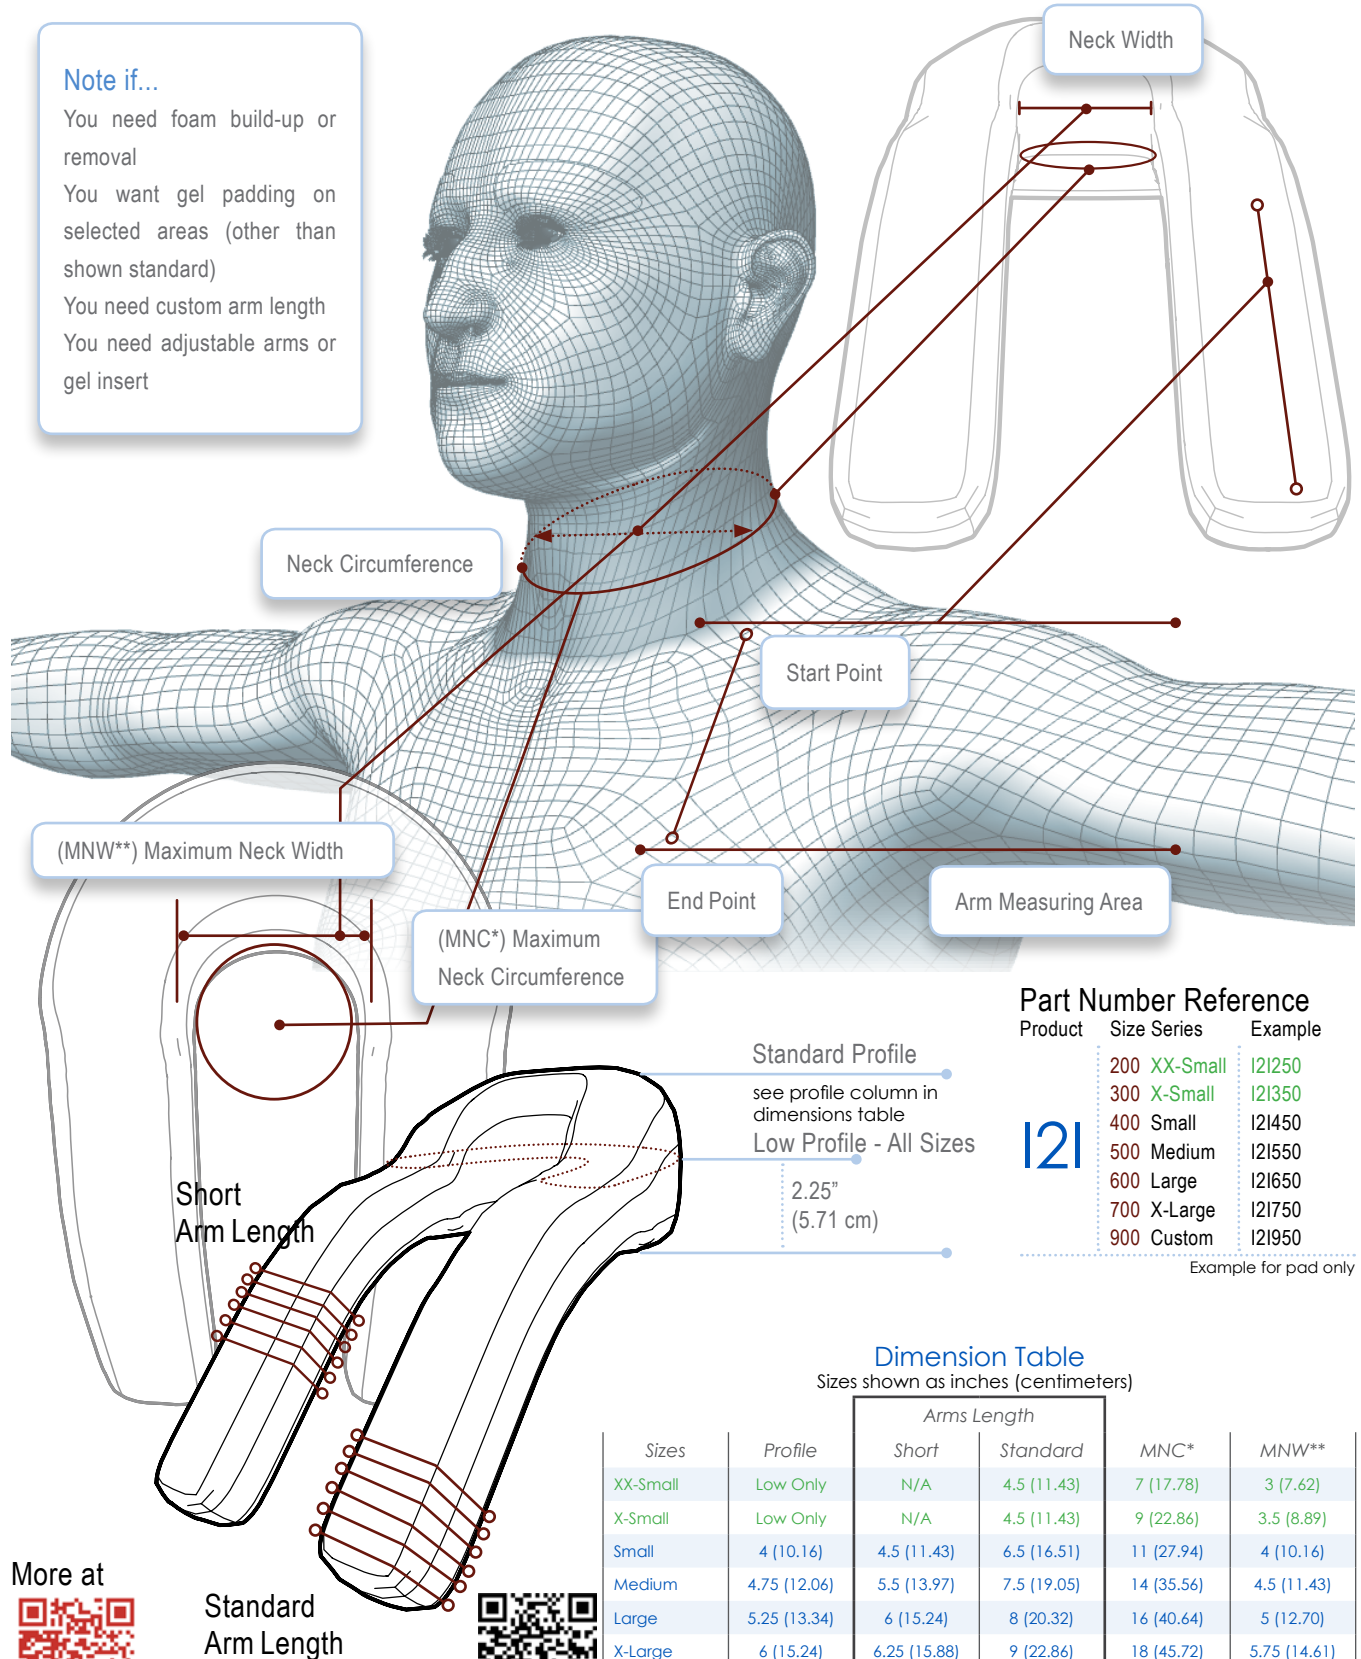 Note if...
You need foam build-up or
removal
You want gel padding on
selected areas (other than
shown standard)
You need custom arm length
You need adjustable arms or
gel insert
Neck Width
Neck Circumference
Start Point
(MNW**) Maximum Neck Width
End Point
Arm Measuring Area
(MNC*) Maximum
Neck Circumference
Part Number Reference
Product Size Series Example
I2I
200 XX-Small I2I250
300 X-Small I2I350
400 Small I2I450
500 Medium I2I550
600 Large I2I650
700 X-Large I2I750
900 Custom I2I950
Example for pad only
Standard Profile
see profile column in
dimensions table
Low Profile - All Sizes
2.25”
(5.71 cm)
Short
Arm Length
Dimension Table
Sizes shown as inches (centimeters)
Arms Length
Sizes Profile Short Standard MNC* MNW**
XX-Small Low Only N/A 4.5 (11.43) 7 (17.78) 3 (7.62)
X-Small Low Only N/A 4.5 (11.43) 9 (22.86) 3.5 (8.89)
Small 4 (10.16) 4.5 (11.43) 6.5 (16.51) 11 (27.94) 4 (10.16)
Medium 4.75 (12.06) 5.5 (13.97) 7.5 (19.05) 14 (35.56) 4.5 (11.43)
Large 5.25 (13.34) 6 (15.24) 8 (20.32) 16 (40.64) 5 (12.70)
X-Large 6 (15.24) 6.25 (15.88) 9 (22.86) 18 (45.72) 5.75 (14.61)
More at
Standard
Arm Length